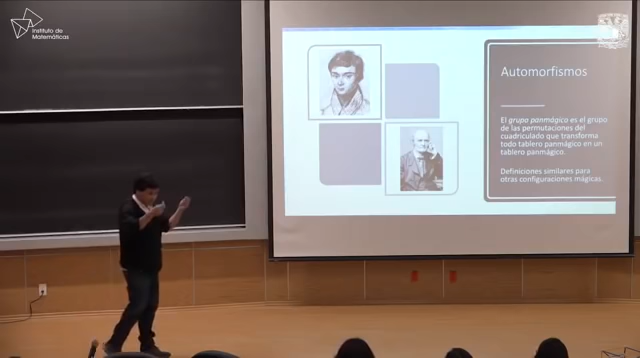 Instituto de
Matemáticas
Automorfismos
El grupo panmágico es el grupo
de las permutaciones del
cuadriculado que transforma
todo tablero panmágico en un
tablero panmágico.
Definiciones similares para
otras configuraciones mágicas.